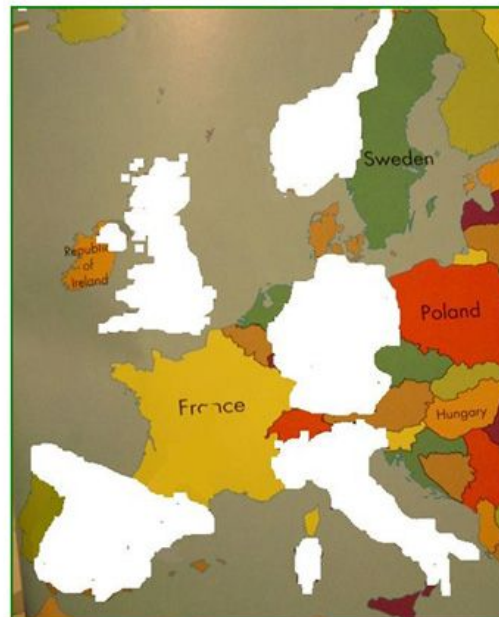 Sweden
Republic
of
Ireland
Poland
France
Hungary